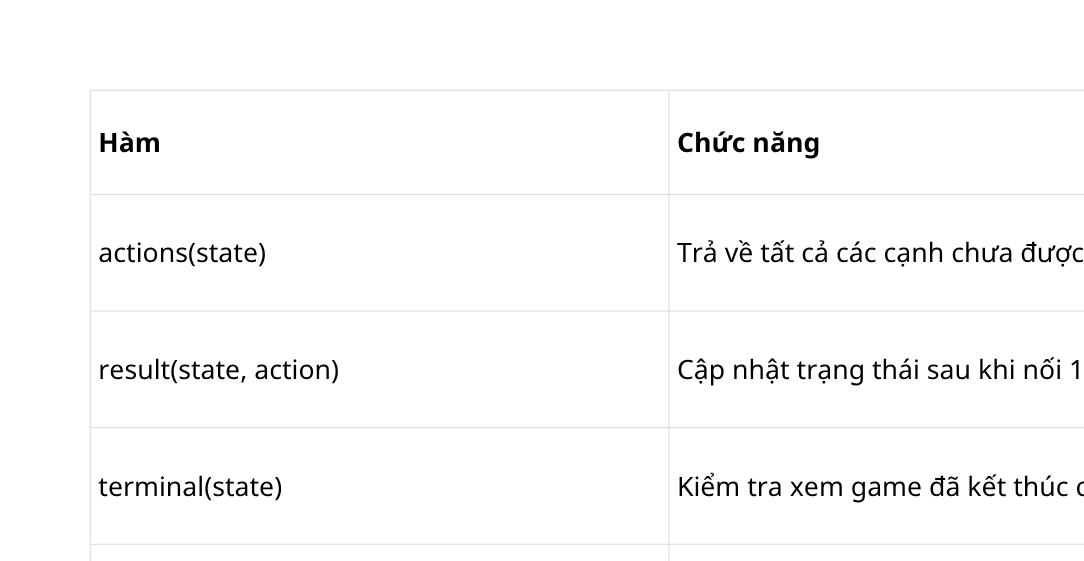 Hàm
Chức năng
actions(state)
Trả về tất cả các cạnh chưa được
result(state, action)
Cập nhật trạng thái sau khi nối 1
terminal(state)
Kiểm tra xem game đã kết thúc